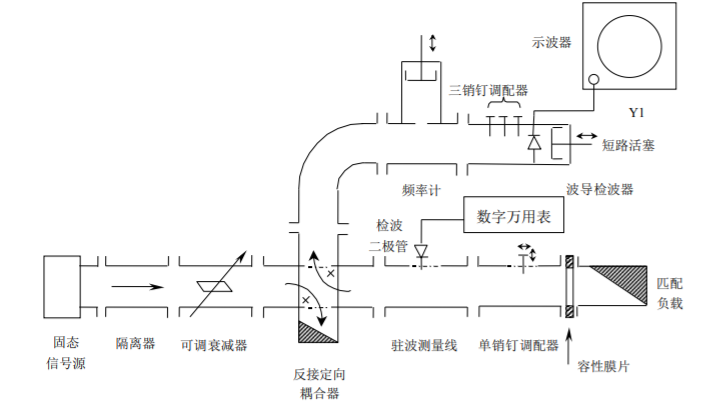 示波器
三销钉调配器
Y1
短路活塞
频率计
波导检波器
检波
二极管
数字万用表
匹配
负载
固态
信号源
隔离器
可调衰减器
反接定向
耦合器
驻波测量线
单销钉调配器
容性膜片